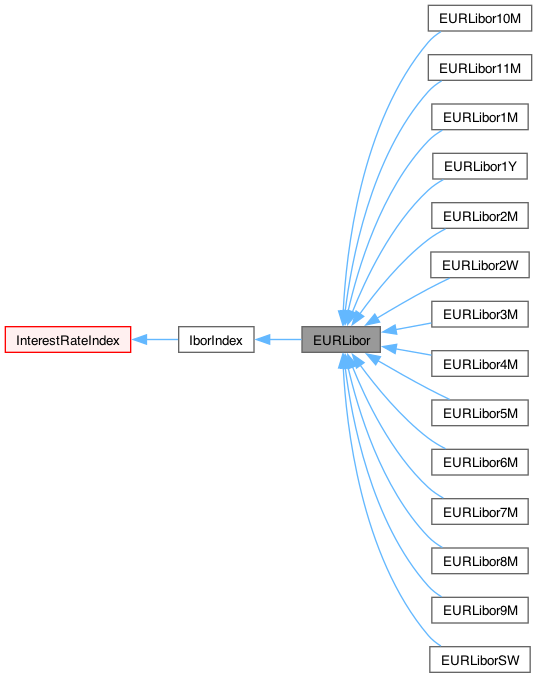 EURLibor10M
EURLibor11M
EURLibor1M
EURLibor1Y
EURLibor2M
EURLibor2W
EURLibor3M
InterestRateIndex
IborIndex
EURLibor
EURLibor4M
EURLibor5M
EURLibor6M
EURLibor7M
EURLibor8M
EURLibor9M
EURLiborSW